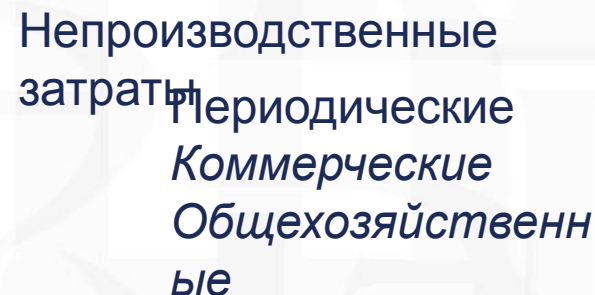 Непроизводственные
затраты
Периодические
Коммерческие
Общехозяйственн
ые